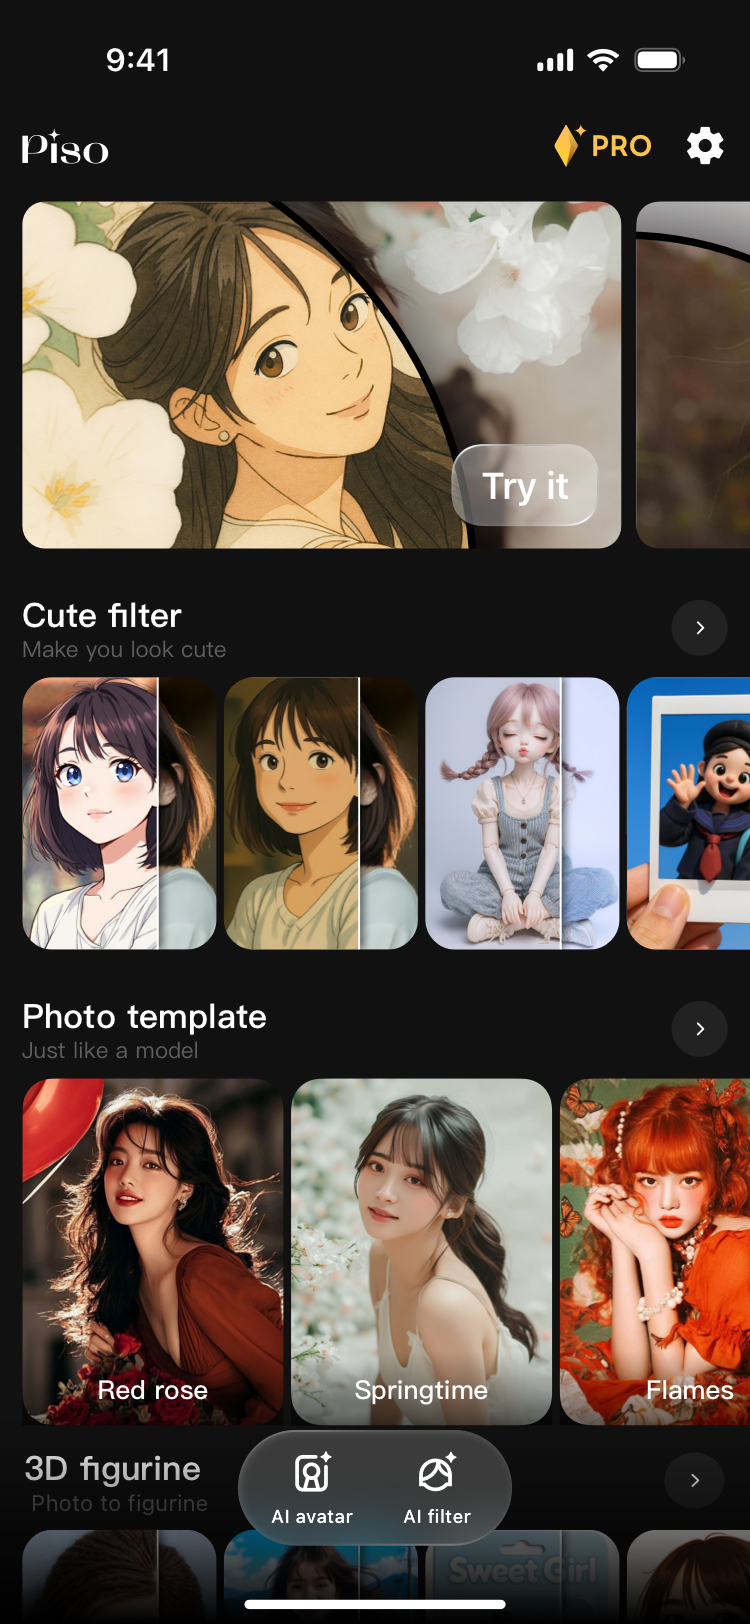 9:41
Piso
PRO
Try it
Cute filter
Make you look cute
Photo template
Just like a model
Red rose
Springtime
Flames
3D figurine
Photo to figurine
AI avatar
AI filter
Sweet Girl